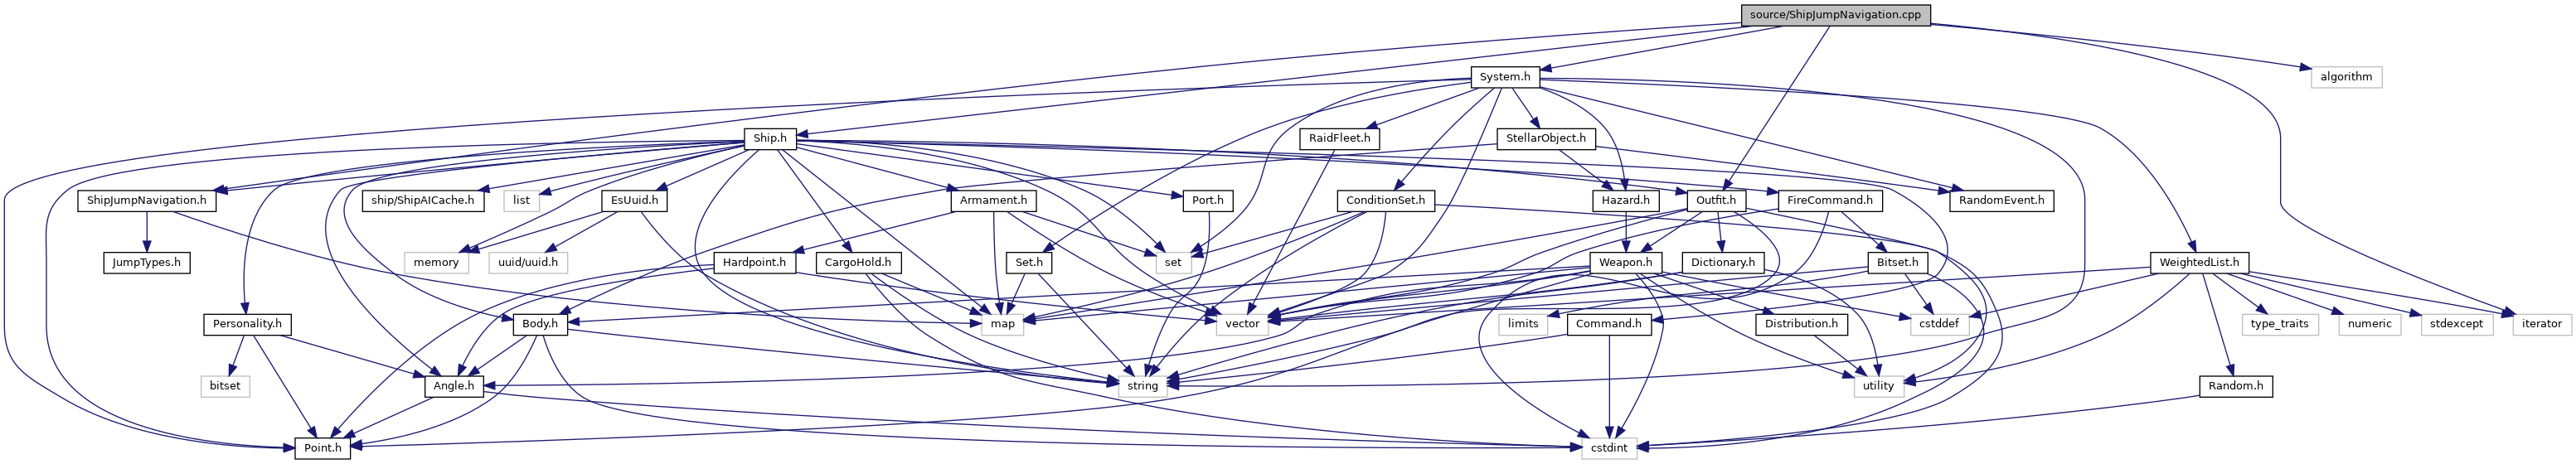 source/ShipJumpNavigation.cpp
System.h
algorithm
Ship.h
RaidFleet.h
StellarObject.h
ShipJumpNavigation.h
ship/ShipAICache.h
list
EsUuid.h
Armament.h
Port.h
ConditionSet.h
Hazard.h
Outfit.h
FireCommand.h
RandomEvent.h
JumpTypes.h
memory
uuid/uuid.h
Hardpoint.h
CargoHold.h
Set.h
set
Weapon.h
Dictionary.h
Bitset.h
WeightedList.h
Personality.h
Body.h
map
vector
limits
Command.h
Distribution.h
cstddef
type_traits
numeric
stdexcept
iterator
bitset
Angle.h
string
utility
Random.h
Point.h
cstdint